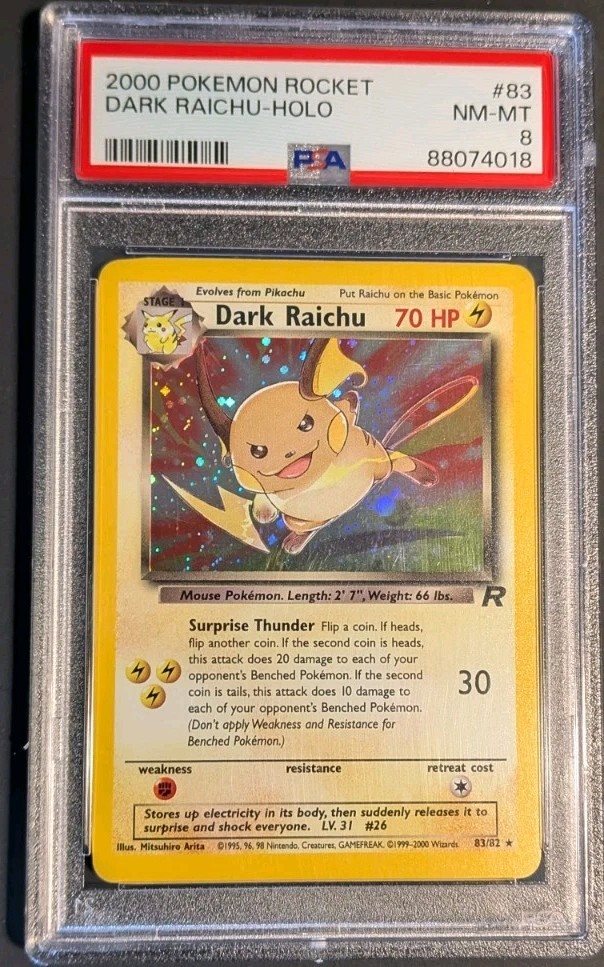 2000 POKEMON ROCKET #83
DARK RAICHU-HOLO NM-MT
8
PSA 88074018
Evolves from Pikachu Put Raichu on the Basic Pokémon
STAGE 1
Dark Raichu 70 HP
Mouse Pokémon. Length: 2' 7", Weight: 66 lbs.
R
Surprise Thunder Flip a coin. If heads,
flip another coin. If the second coin is heads,
this attack does 20 damage to each of your
opponent's Benched Pokémon. If the second
coin is tails, this attack does 10 damage to
each of your opponent's Benched Pokémon.
(Don't apply Weakness and Resistance for
Benched Pokémon.)
30
weakness resistance retreat cost
Stores up electricity in its body, then suddenly releases it to
surprise and shock everyone. LV. 31 #26
Illus. Mitsuhiro Arita ©1995, 96, 98 Nintendo, Creatures, GAMEFREAK. ©1999-2000 Wizards. 83/82 ★